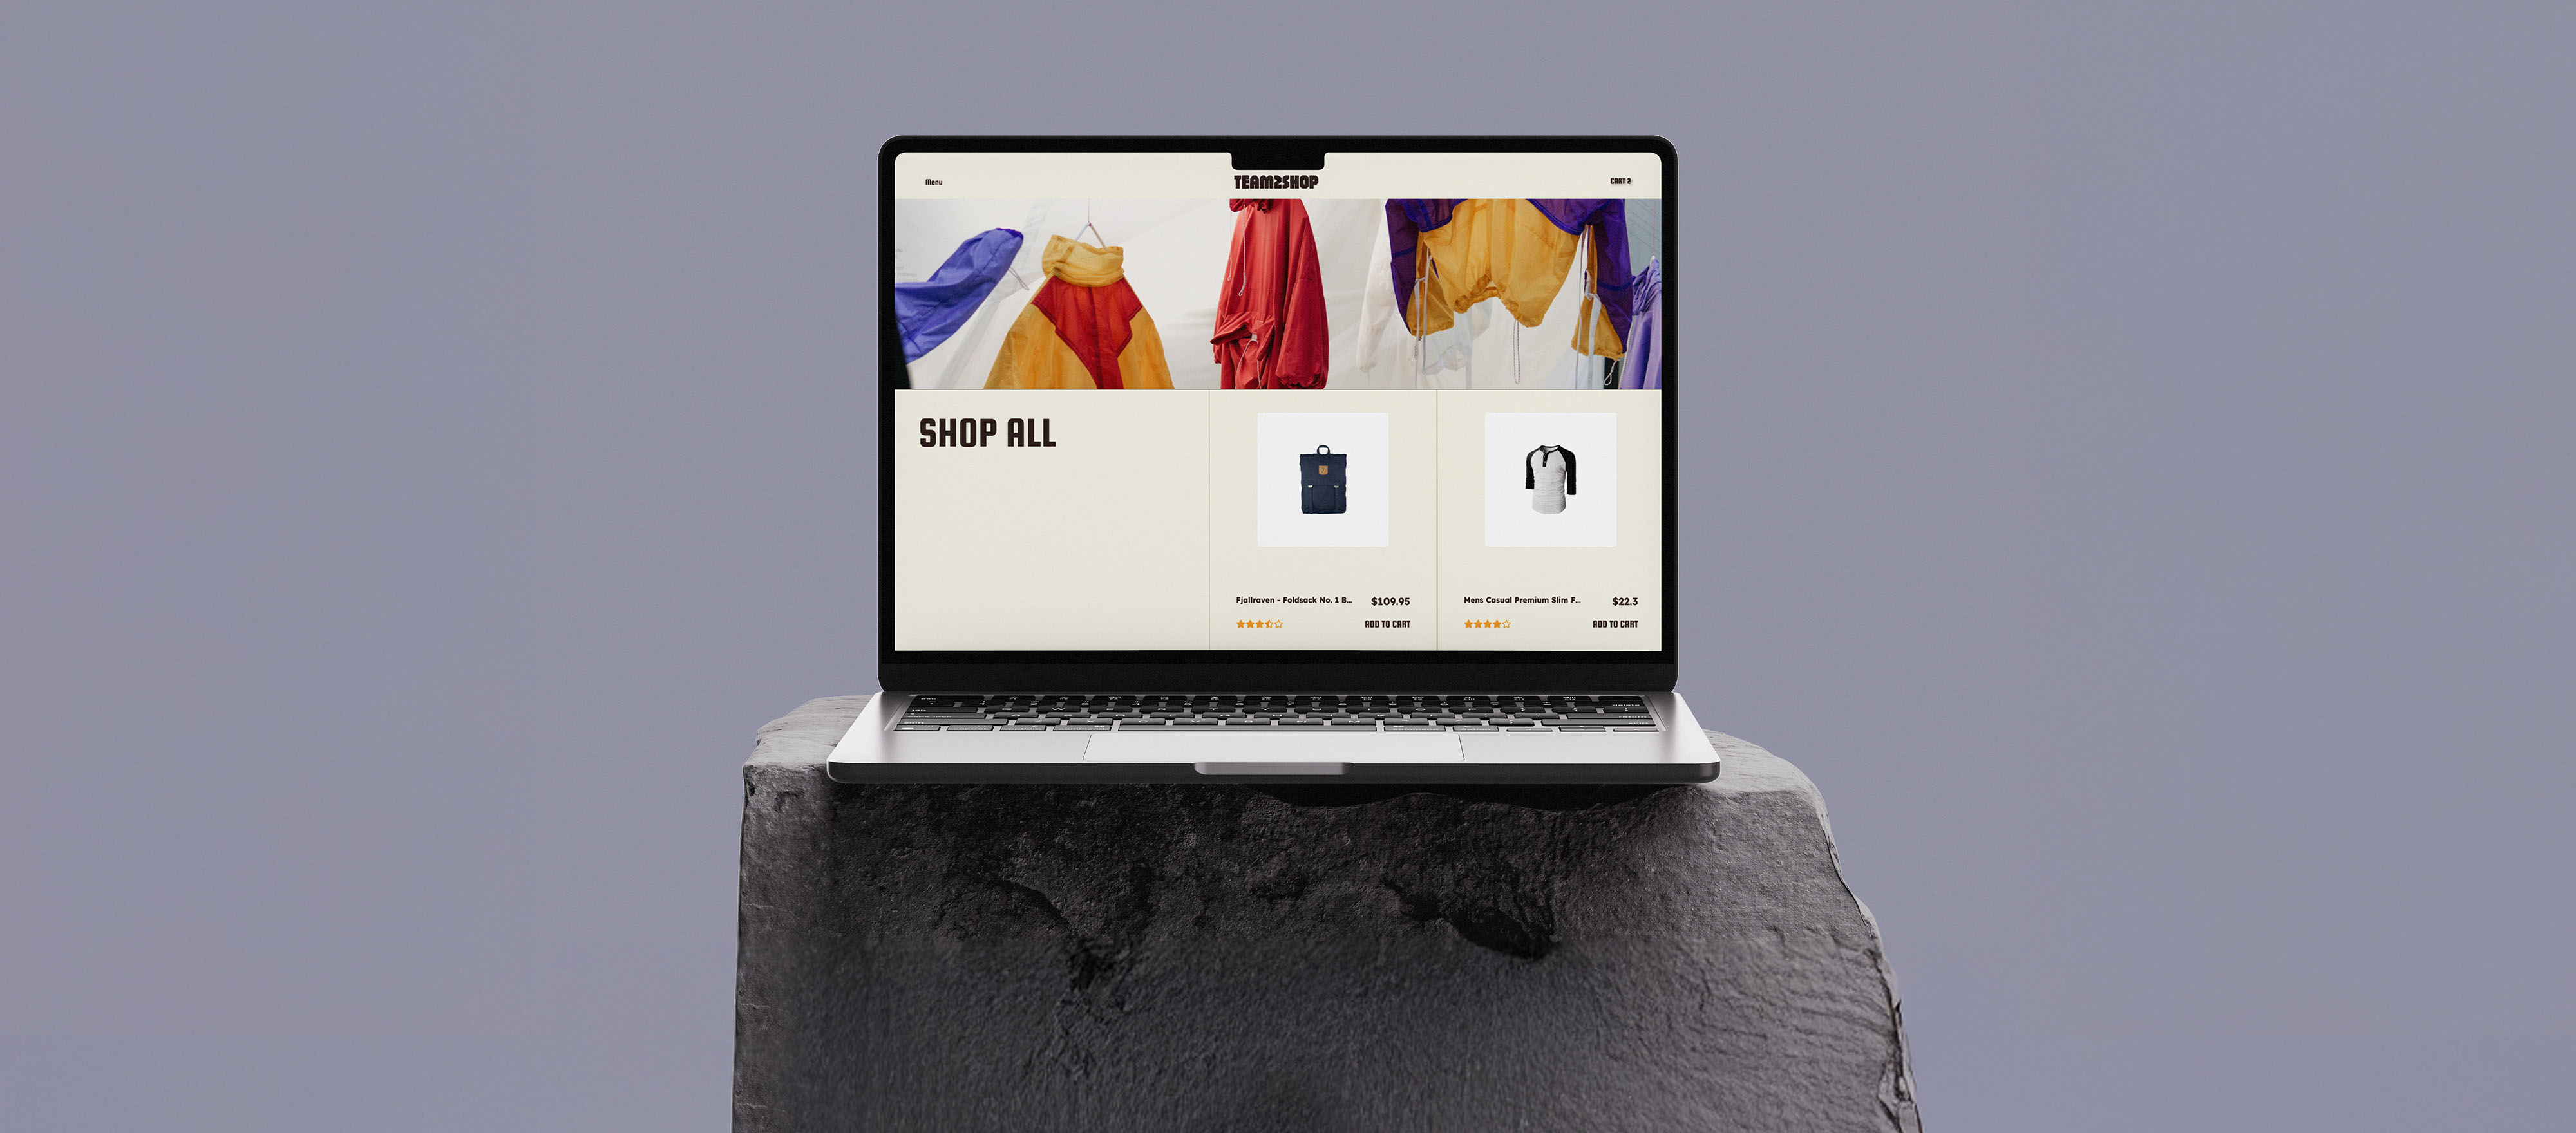 Menu
TEAM2SHOP
CART 2
SHOP ALL
Fjallraven - Foldsack No. 1 B...
$109.95
ADD TO CART
Mens Casual Premium Slim F...
$22.3
ADD TO CART